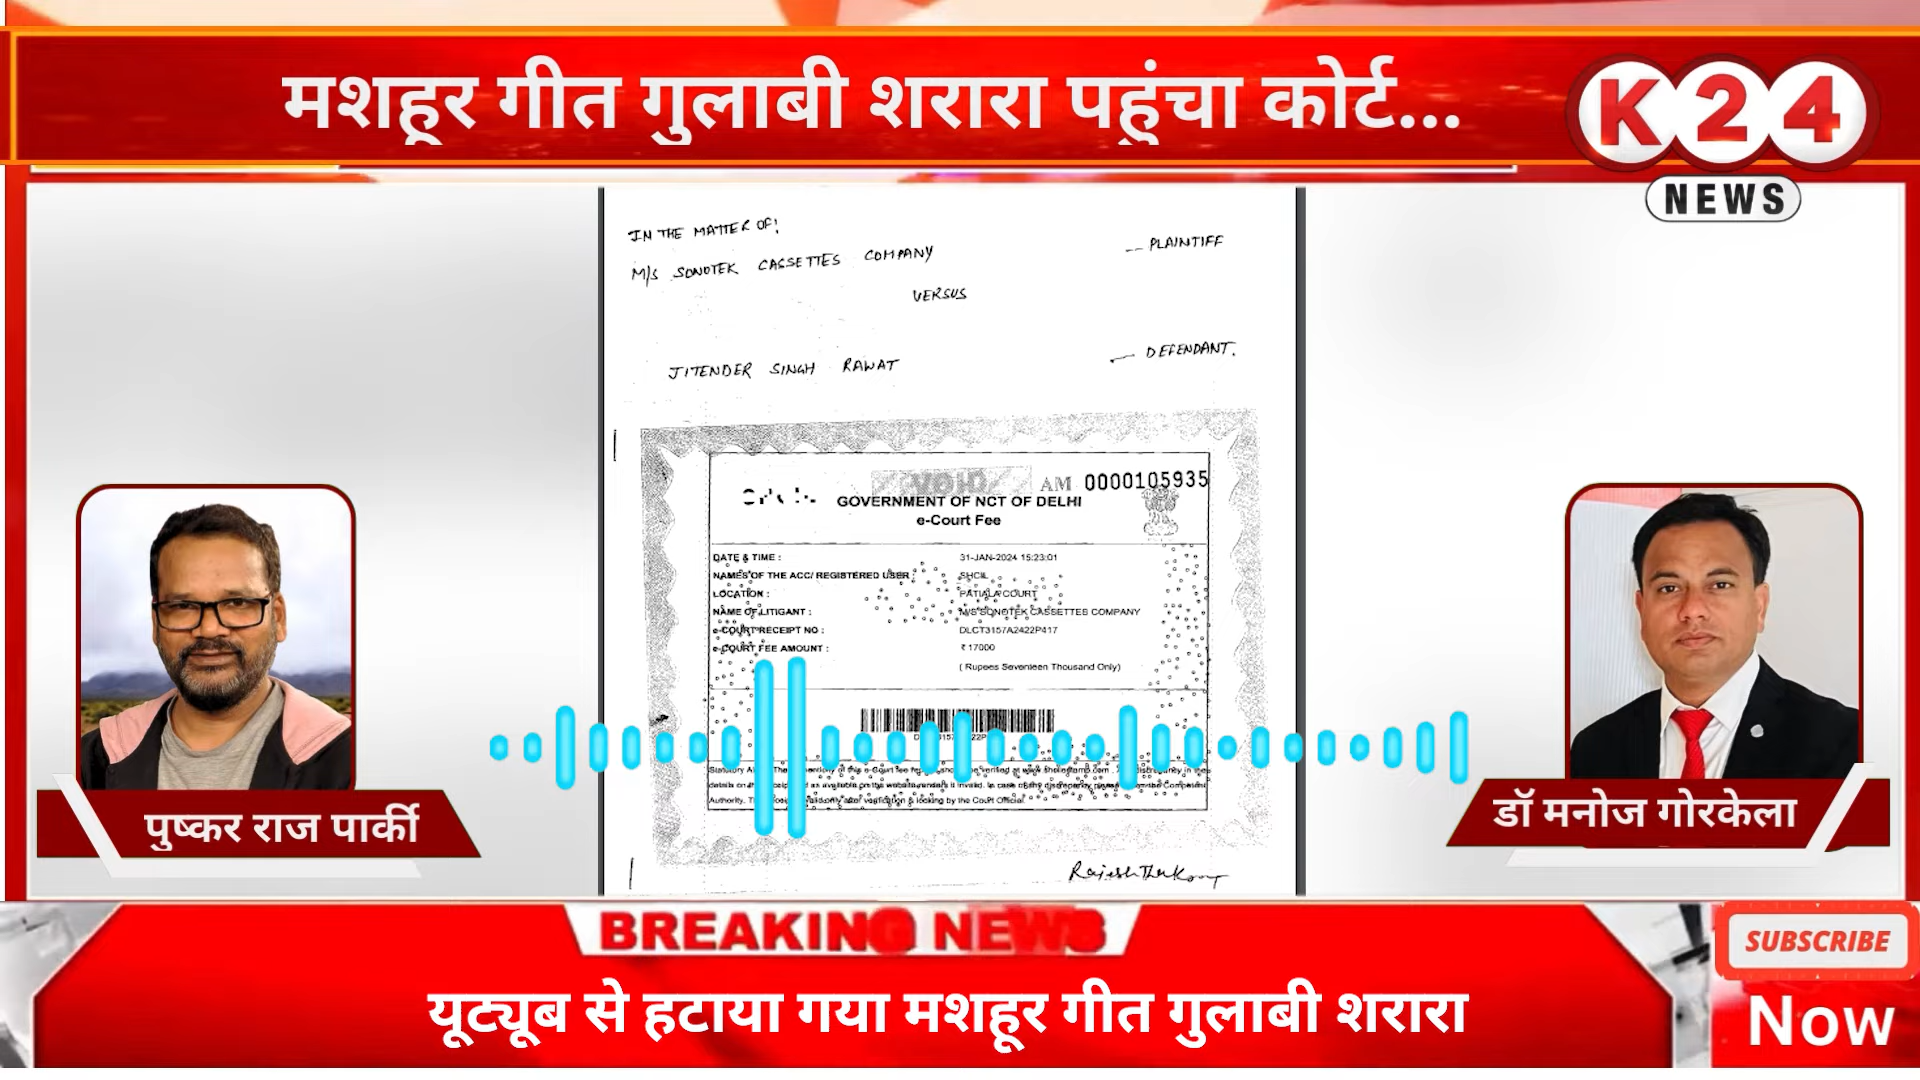 मशहूर गीत गुलाबी शरारा पहुंचा कोर्ट...
K24
NEWS
IN THE MATTER OF:
M/S SONOTEK CASSETTES COMPANY -- PLAINTIFF
VERSUS
JITENDER SINGH RAWAT — DEFENDANT.
VOID AM 0000105935
GOVERNMENT OF NCT OF DELHI
e-Court Fee
DATE & TIME : 31-JAN-2024 15:23:01
NAMES OF THE ACC/ REGISTERED USER : SHCIL
LOCATION : PATIALA COURT
NAME OF LITIGANT : M/S SONOTEK CASSETTES COMPANY
e-COURT RECEIPT NO : DLCT3157A2422P417
e-COURT FEE AMOUNT : ₹ 17000
( Rupees Seventeen Thousand Only)
Rajesh Thakour
पुष्कर राज पार्की
डॉ मनोज गोरकेला
BREAKING NEWS
यूट्यूब से हटाया गया मशहूर गीत गुलाबी शरारा
SUBSCRIBE
Now